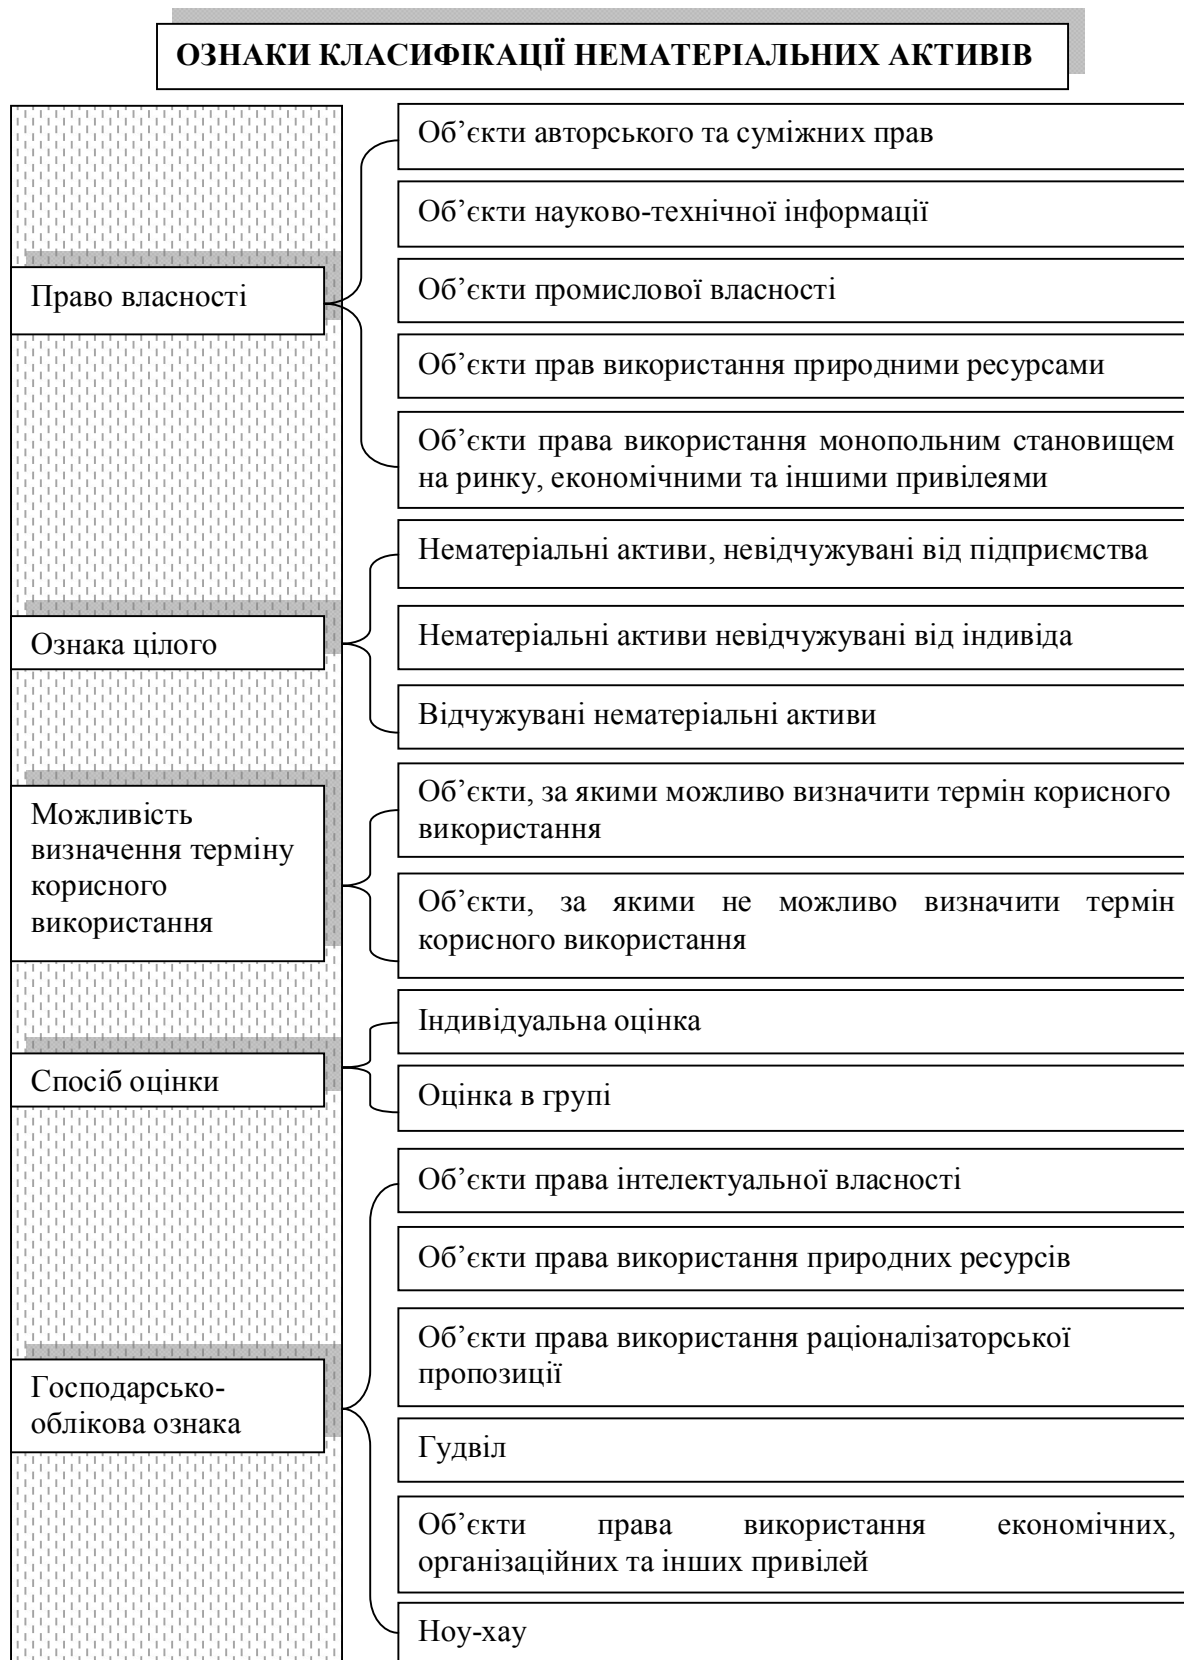 ОЗНАКИ КЛАСИФІКАЦІЇ НЕМАТЕРІАЛЬНИХ АКТИВІВ
Право власності
Об’єкти авторського та суміжних прав
Об’єкти науково-технічної інформації
Об’єкти промислової власності
Об’єкти прав використання природними ресурсами
Об’єкти права використання монопольним становищем
на ринку, економічними та іншими привілеями
Ознака цілого
Нематеріальні активи, невідчужувані від підприємства
Нематеріальні активи невідчужувані від індивіда
Відчужувані нематеріальні активи
Можливість
визначення терміну
корисного
використання
Об’єкти, за якими можливо визначити термін корисного
використання
Об’єкти, за якими не можливо визначити термін
корисного використання
Спосіб оцінки
Індивідуальна оцінка
Оцінка в групі
Господарсько-
облікова ознака
Об’єкти права інтелектуальної власності
Об’єкти права використання природних ресурсів
Об’єкти права використання раціоналізаторської
пропозиції
Гудвіл
Об’єкти права використання економічних,
організаційних та інших привілей
Ноу-хау